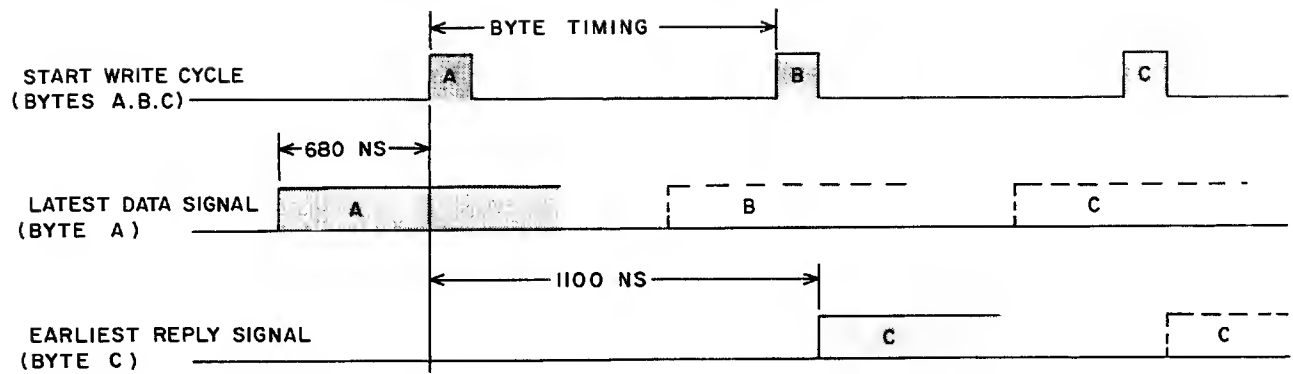 BYTE TIMING
START WRITE CYCLE
(BYTES A.B.C)
A
B
C
680 NS
LATEST DATA SIGNAL
(BYTE A)
A
B
C
1100 NS
EARLIEST REPLY SIGNAL
(BYTE C)
C
C